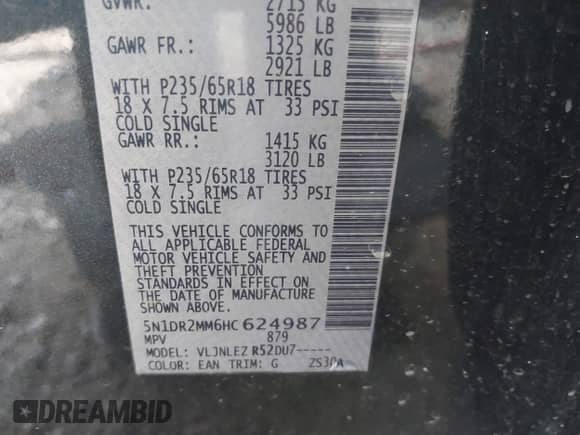 GVWR: 2715 KG
5986 LB
GAWR FR.: 1325 KG
2921 LB
WITH P235/65R18 TIRES
18 X 7.5 RIMS AT 33 PSI
COLD SINGLE
GAWR RR.: 1415 KG
3120 LB
WITH P235/65R18 TIRES
18 X 7.5 RIMS AT 33 PSI
COLD SINGLE
THIS VEHICLE CONFORMS TO
ALL APPLICABLE FEDERAL
MOTOR VEHICLE SAFETY AND
THEFT PREVENTION
STANDARDS IN EFFECT ON
THE DATE OF MANUFACTURE
SHOWN ABOVE.
5N1DR2MM6HC 624987
MPV 879
MODEL: VLJNLEZ R52DU7-----
COLOR: EAN TRIM: G ZS30A
DREAMBID